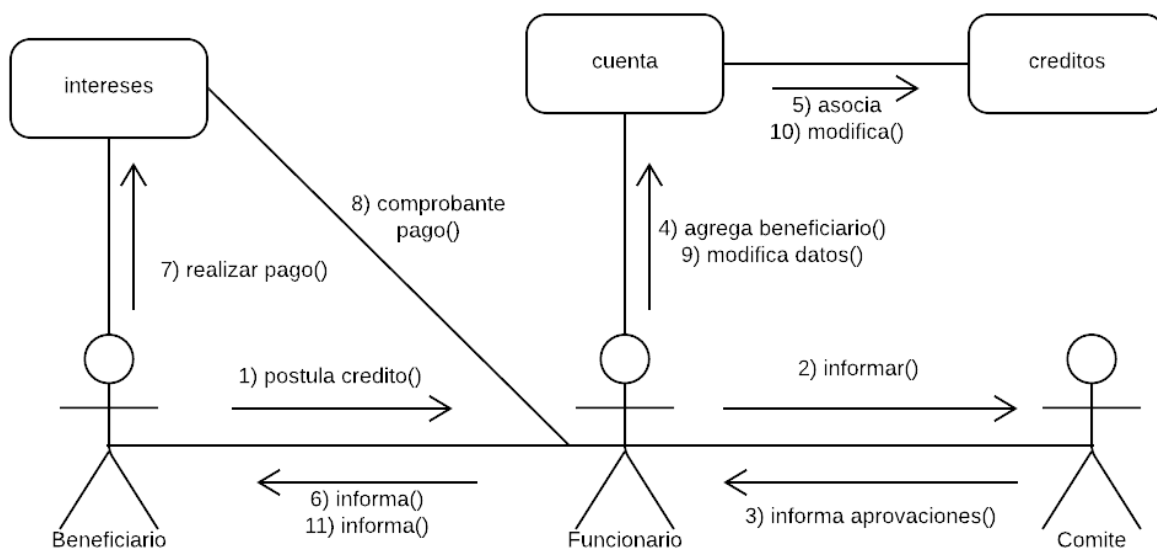 intereses
cuenta
creditos
5) asocia
10) modifica()
8) comprobante
pago()
4) agrega beneficiario()
9) modifica datos()
7) realizar pago()
1) postula credito()
2) informar()
6) informa()
11) informa()
3) informa aprovaciones()
Beneficiario
Funcionario
Comite